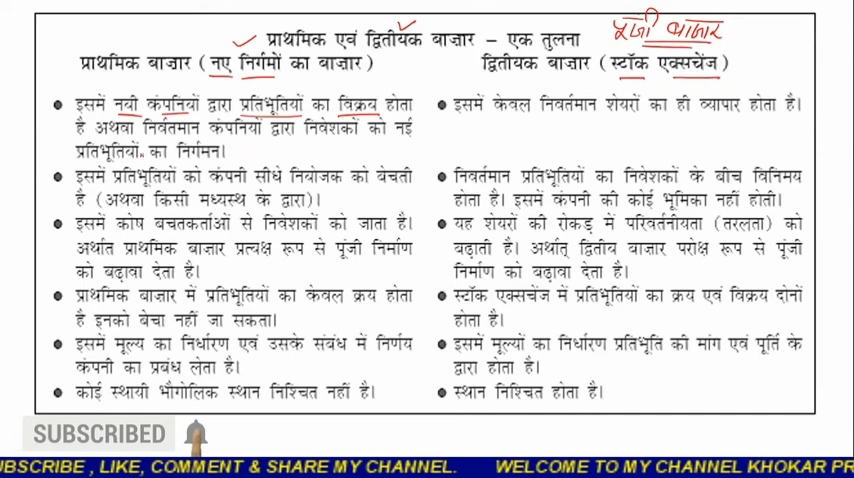 पूंजी बाजार
प्राथमिक एवं द्वितीयक बाज़ार – एक तुलना
प्राथमिक बाज़ार (नए निर्गमों का बाज़ार)
द्वितीयक बाज़ार (स्टॉक एक्सचेंज)
• इसमें नयी कंपनियों द्वारा प्रतिभूतियों का विक्रय होता
है अथवा निर्वतमान कंपनियों द्वारा निवेशकों को नई
प्रतिभूतियों का निर्गमन।
• इसमें प्रतिभूतियों को कंपनी सीधे नियोजक को बेचती
है (अथवा किसी मध्यस्थ के द्वारा)।
• इसमें कोष बचतकर्ताओं से निवेशकों को जाता है।
अर्थात प्राथमिक बाज़ार प्रत्यक्ष रूप से पूंजी निर्माण
को बढ़ावा देता है।
• प्राथमिक बाज़ार में प्रतिभूतियों का केवल क्रय होता
है इनको बेचा नहीं जा सकता।
• इसमें मूल्य का निर्धारण एवं उसके संबंध में निर्णय
कंपनी का प्रबंध लेता है।
• कोई स्थायी भौगोलिक स्थान निश्चित नहीं है।
• इसमें केवल निवर्तमान शेयरों का ही व्यापार होता है।
• निवर्तमान प्रतिभूतियों का निवेशकों के बीच विनिमय
होता है। इसमें कंपनी की कोई भूमिका नहीं होती।
• यह शेयरों की रोकड़ में परिवर्तनीयता (तरलता) को
बढ़ाती है। अर्थात् द्वितीय बाज़ार परोक्ष रूप से पूंजी
निर्माण को बढ़ावा देता है।
• स्टॉक एक्सचेंज में प्रतिभूतियों का क्रय एवं विक्रय दोनों
होता है।
• इसमें मूल्यों का निर्धारण प्रतिभूति की मांग एवं पूर्ति के
द्वारा होता है।
• स्थान निश्चित होता है।
SUBSCRIBED
UBSCRIBE , LIKE, COMMENT & SHARE MY CHANNEL. WELCOME TO MY CHANNEL KHOKAR PR